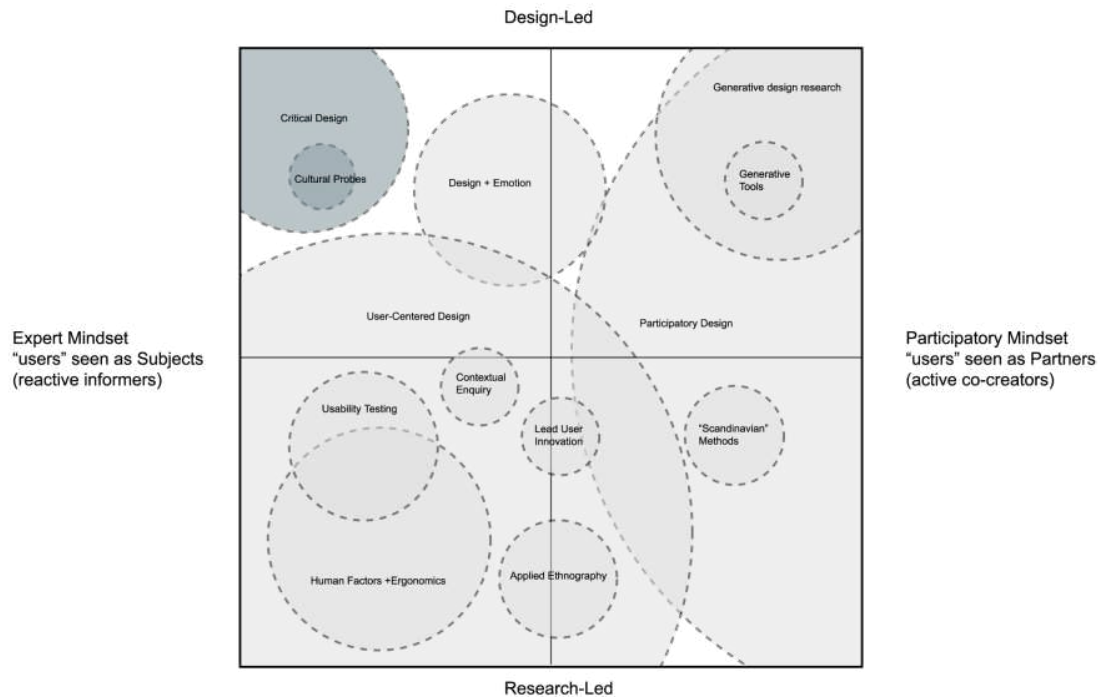 Design-Led
Generative design research
Critical Design
Cultural Probes
Design + Emotion
Generative
Tools
User-Centered Design
Participatory Design
Expert Mindset
“users” seen as Subjects
(reactive informers)
Participatory Mindset
“users” seen as Partners
(active co-creators)
Contextual
Enquiry
Usability Testing
Lead User
Innovation
“Scandinavian”
Methods
Applied Ethnography
Human Factors +Ergonomics
Research-Led